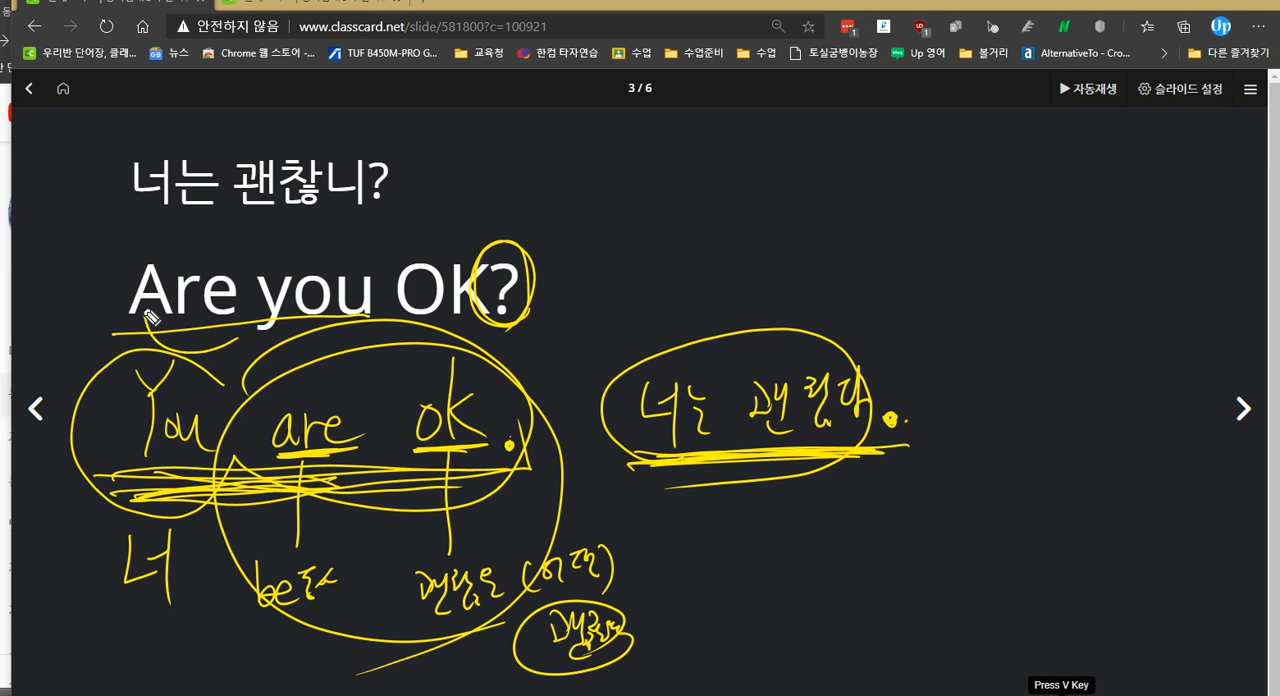 안전하지 않음 www.classcard.net/slide/581800?c=100921
우리반 단어장, 클래... 뉴스 Chrome 웹 스토어 -... TUF B450M-PRO G... 교육청 한컴 타자연습 수업 수업준비 수업 토실굼벵이농장 Up 영어 볼거리 AlternativeTo - Cro... 다른 즐겨찾기
3 / 6
자동재생 슬라이드 설정
너는 괜찮니?
Are you OK?
You are OK.
너는 괜찮다.
너
be동사
Press V Key